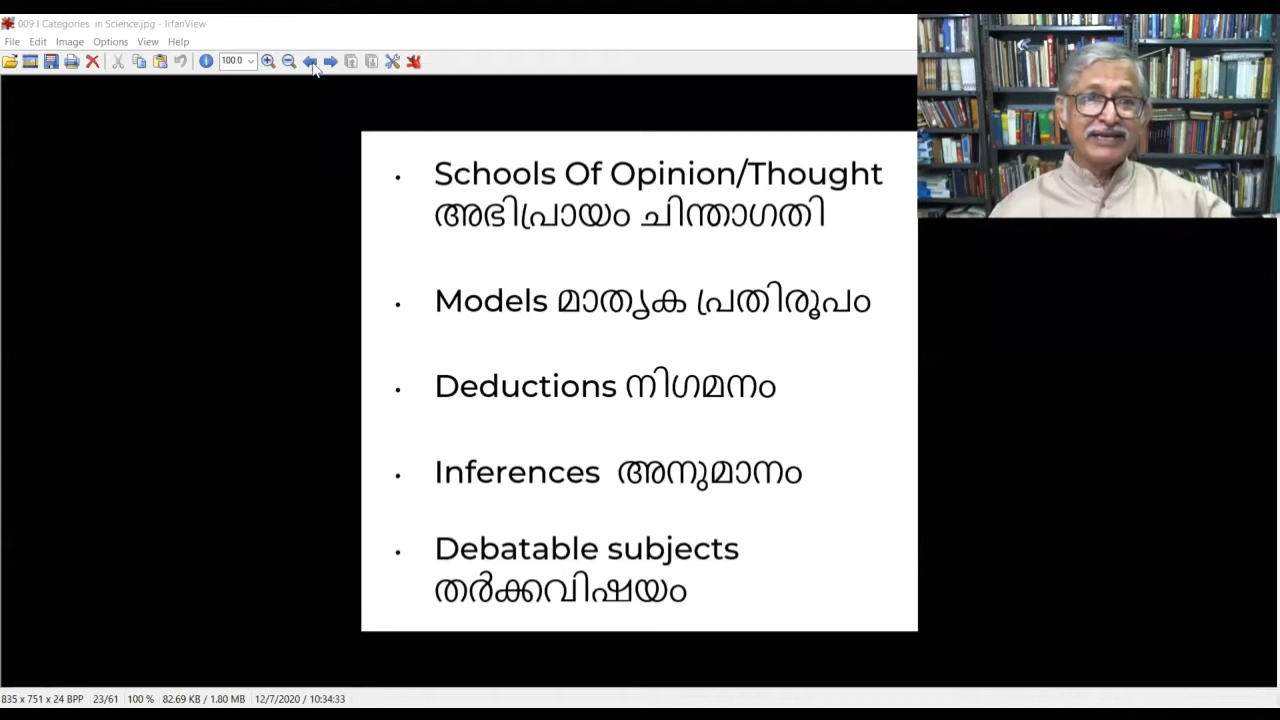 009 I Categories in Science.jpg - IrfanView
File Edit Image Options View Help
100.0
• Schools Of Opinion/Thought
അഭിപ്രായം ചിന്താഗതി
• Models മാതൃക പ്രതിരൂപം
• Deductions നിഗമനം
• Inferences അനുമാനം
• Debatable subjects
തർക്കവിഷയം
835 x 751 x 24 BPP 23/61 100 % 82.69 KB / 1.80 MB 12/7/2020 / 10:34:33